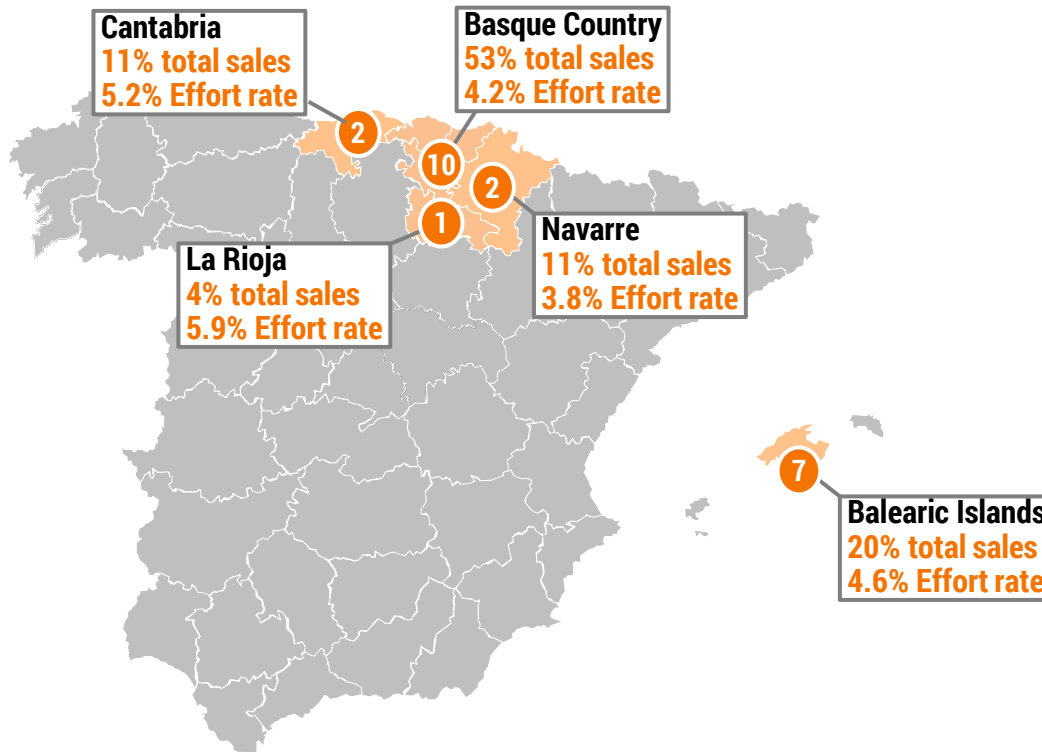 Cantabria
11% total sales
5.2% Effort rate
Basque Country
53% total sales
4.2% Effort rate
2
10
2
1
La Rioja
4% total sales
5.9% Effort rate
Navarre
11% total sales
3.8% Effort rate
7
Balearic Islands
20% total sales
4.6% Effort rate